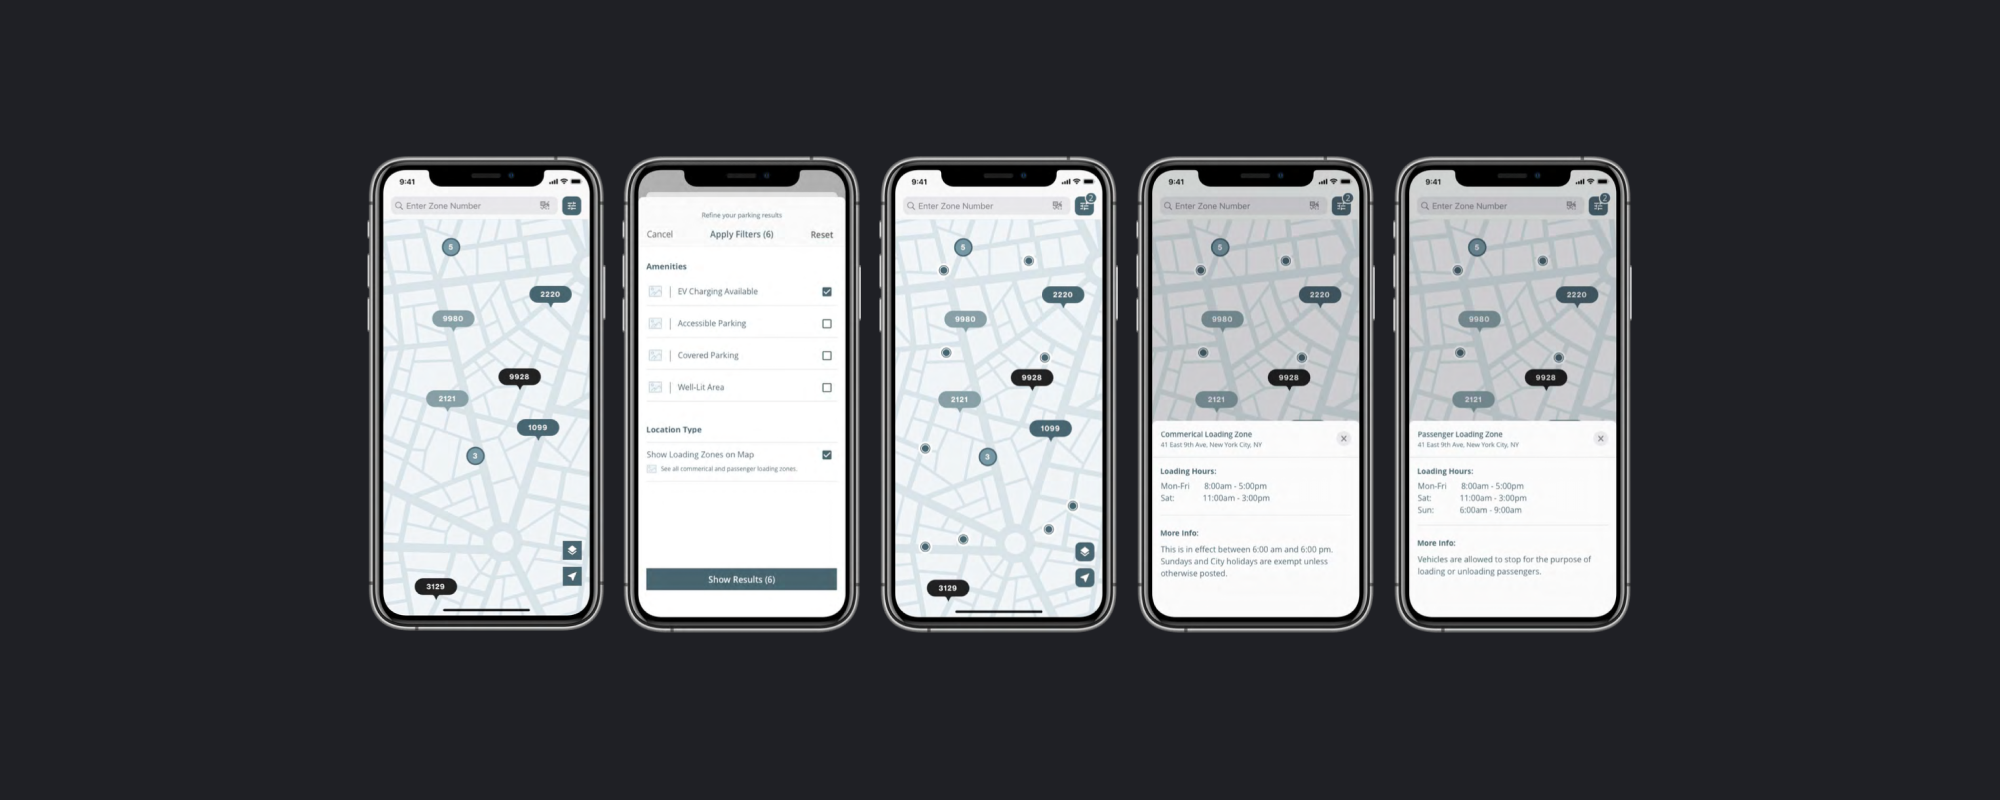 9:41
Enter Zone Number
5
2220
9980
9928
2121
1099
3
3129
Refine your parking results
Cancel Apply Filters (6) Reset
Amenities
EV Charging Available
Accessible Parking
Covered Parking
Well-Lit Area
Location Type
Show Loading Zones on Map
See all commerical and passenger loading zones.
Show Results (6)
9:41
Enter Zone Number 2
5
2220
9980
9928
2121
1099
3
3129
9:41
Enter Zone Number 2
5
2220
9980
9928
2121
Commerical Loading Zone
41 East 9th Ave, New York City, NY
Loading Hours:
Mon-Fri 8:00am - 5:00pm
Sat: 11:00am - 3:00pm
More Info:
This is in effect between 6:00 am and 6:00 pm.
Sundays and City holidays are exempt unless
otherwise posted.
9:41
Enter Zone Number 2
5
2220
9980
9928
2121
Passenger Loading Zone
41 East 9th Ave, New York City, NY
Loading Hours:
Mon-Fri 8:00am - 5:00pm
Sat: 11:00am - 3:00pm
Sun: 6:00am - 9:00am
More Info:
Vehicles are allowed to stop for the purpose of
loading or unloading passengers.